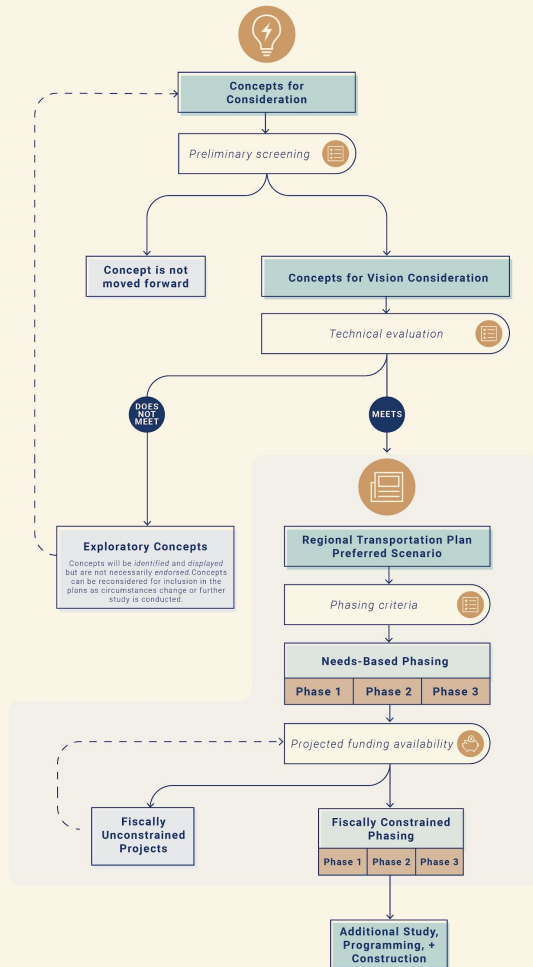 Concepts for
Consideration
Preliminary screening
Concept is not
moved forward
Concepts for Vision Consideration
Technical evaluation
DOES
NOT
MEET
MEETS
Exploratory Concepts
Concepts will be identified and displayed
but are not necessarily endorsed.Concepts
can be reconsidered for inclusion in the
plans as circumstances change or further
study is conducted.
Regional Transportation Plan
Preferred Scenario
Phasing criteria
Needs-Based Phasing
Phase 1 Phase 2 Phase 3
Projected funding availability
Fiscally
Unconstrained
Projects
Fiscally Constrained
Phasing
Phase 1 Phase 2 Phase 3
Additional Study,
Programming, +
Construction